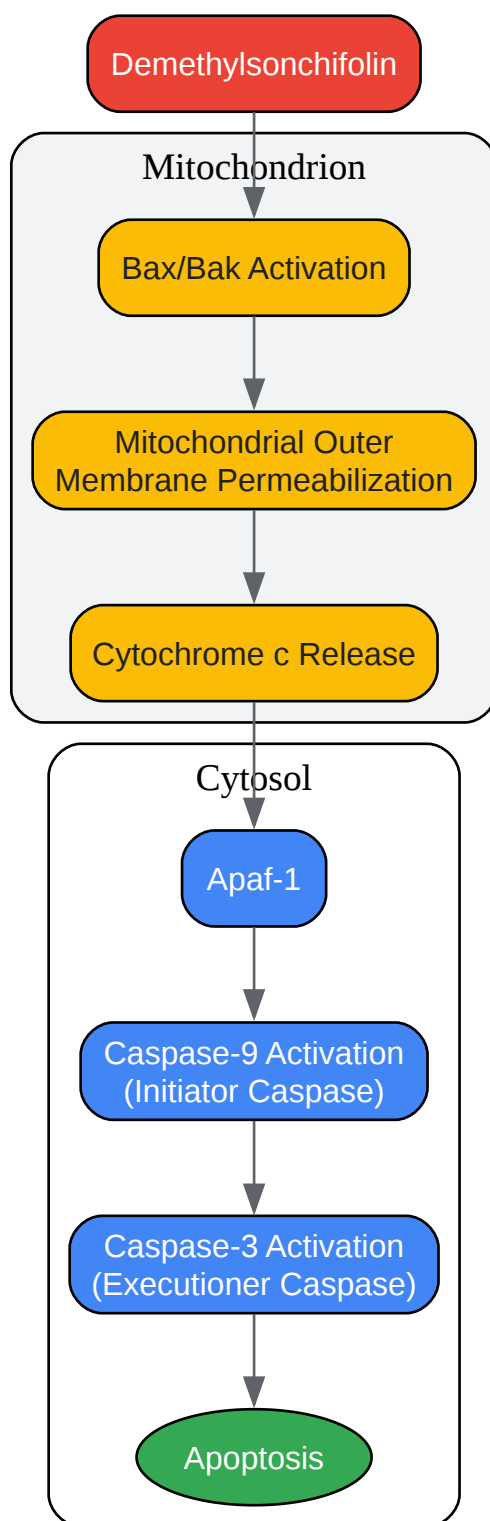 Demethylsonchifolin
Mitochondrion
Bax/Bak Activation
Mitochondrial Outer
Membrane Permeabilization
Cytochrome c Release
Cytosol
Apaf-1
Caspase-9 Activation
(Initiator Caspase)
Caspase-3 Activation
(Executioner Caspase)
Apoptosis